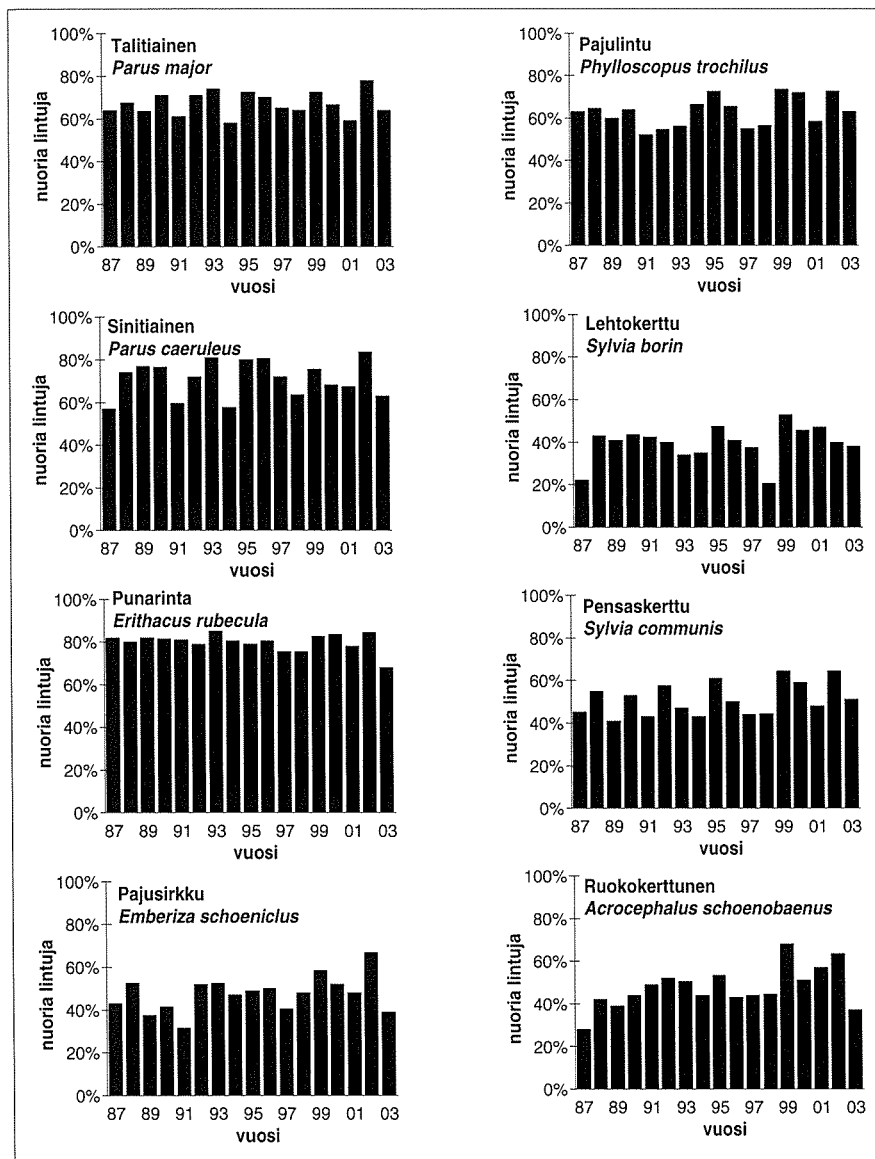 Talitiainen
Parus major
nuoria lintuja
100%
80%
60%
40%
20%
0%
87 89 91 93 95 97 99 01 03
vuosi
Pajulintu
Phylloscopus trochilus
nuoria lintuja
100%
80%
60%
40%
20%
0%
87 89 91 93 95 97 99 01 03
vuosi
Sinitiainen
Parus caeruleus
nuoria lintuja
100%
80%
60%
40%
20%
0%
87 89 91 93 95 97 99 01 03
vuosi
Lehtokerttu
Sylvia borin
nuoria lintuja
100%
80%
60%
40%
20%
0%
87 89 91 93 95 97 99 01 03
vuosi
Punarinta
Erithacus rubecula
nuoria lintuja
100%
80%
60%
40%
20%
0%
87 89 91 93 95 97 99 01 03
vuosi
Pensaskerttu
Sylvia communis
nuoria lintuja
100%
80%
60%
40%
20%
0%
87 89 91 93 95 97 99 01 03
vuosi
Pajusirkku
Emberiza schoeniclus
nuoria lintuja
100%
80%
60%
40%
20%
0%
87 89 91 93 95 97 99 01 03
vuosi
Ruokokerttunen
Acrocephalus schoenobaenus
nuoria lintuja
100%
80%
60%
40%
20%
0%
87 89 91 93 95 97 99 01 03
vuosi